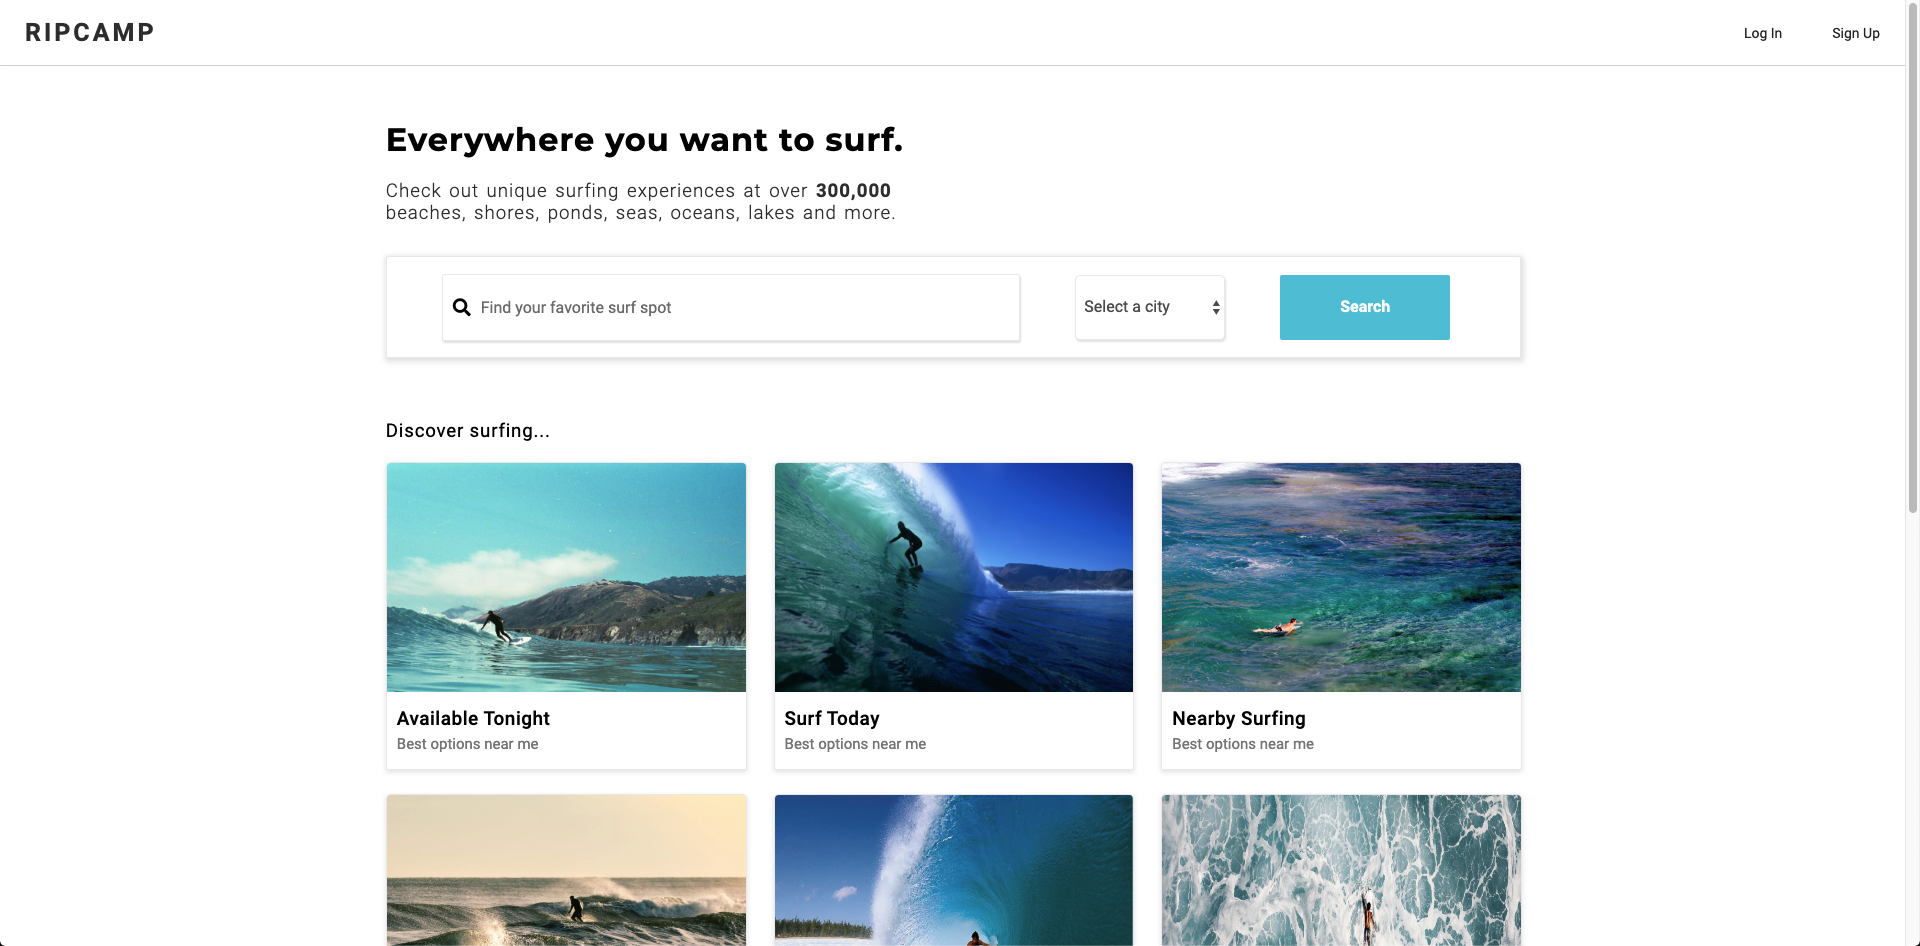 RIPCAMP
Log In
Sign Up
Everywhere you want to surf.
Check out unique surfing experiences at over 300,000
beaches, shores, ponds, seas, oceans, lakes and more.
Find your favorite surf spot
Select a city
Search
Discover surfing...
Available Tonight
Best options near me
Surf Today
Best options near me
Nearby Surfing
Best options near me